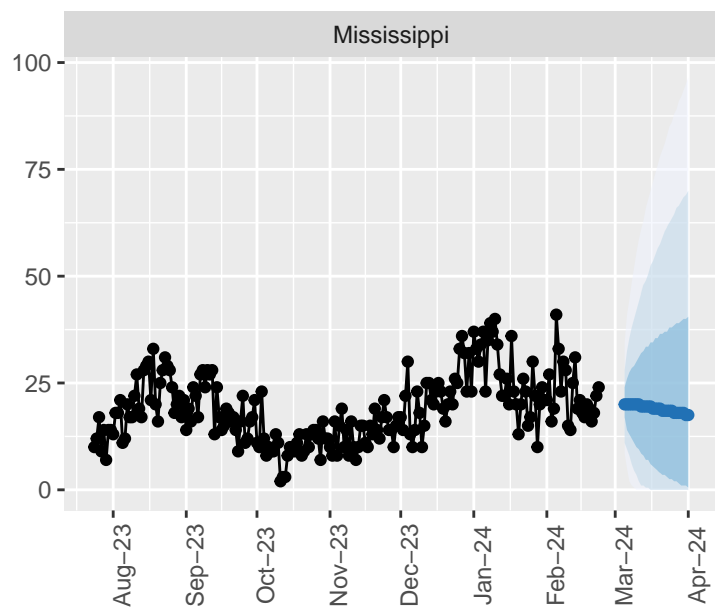 Mississippi
100
75
50
25
0
Aug−23
Sep−23
Oct−23
Nov−23
Dec−23
Jan−24
Feb−24
Mar−24
Apr−24